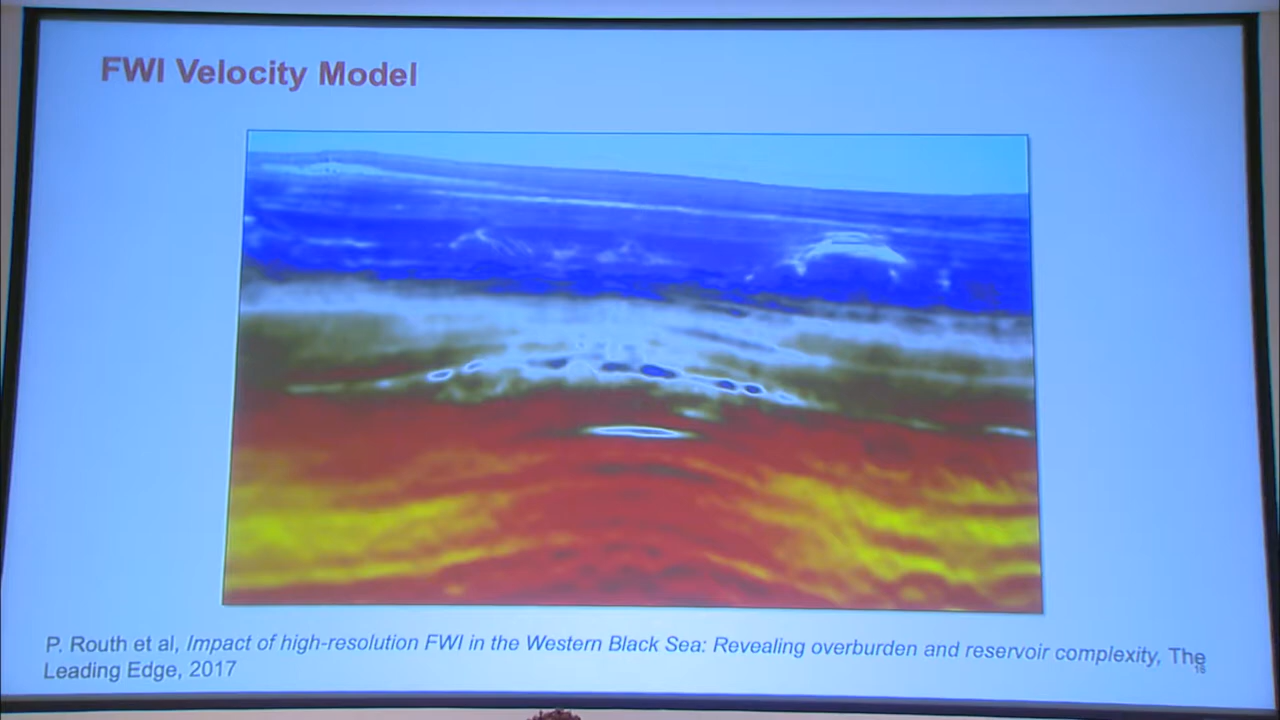 FWI Velocity Model
P. Routh et al, Impact of high-resolution FWI in the Western Black Sea: Revealing overburden and reservoir complexity, The
Leading Edge, 2017
16